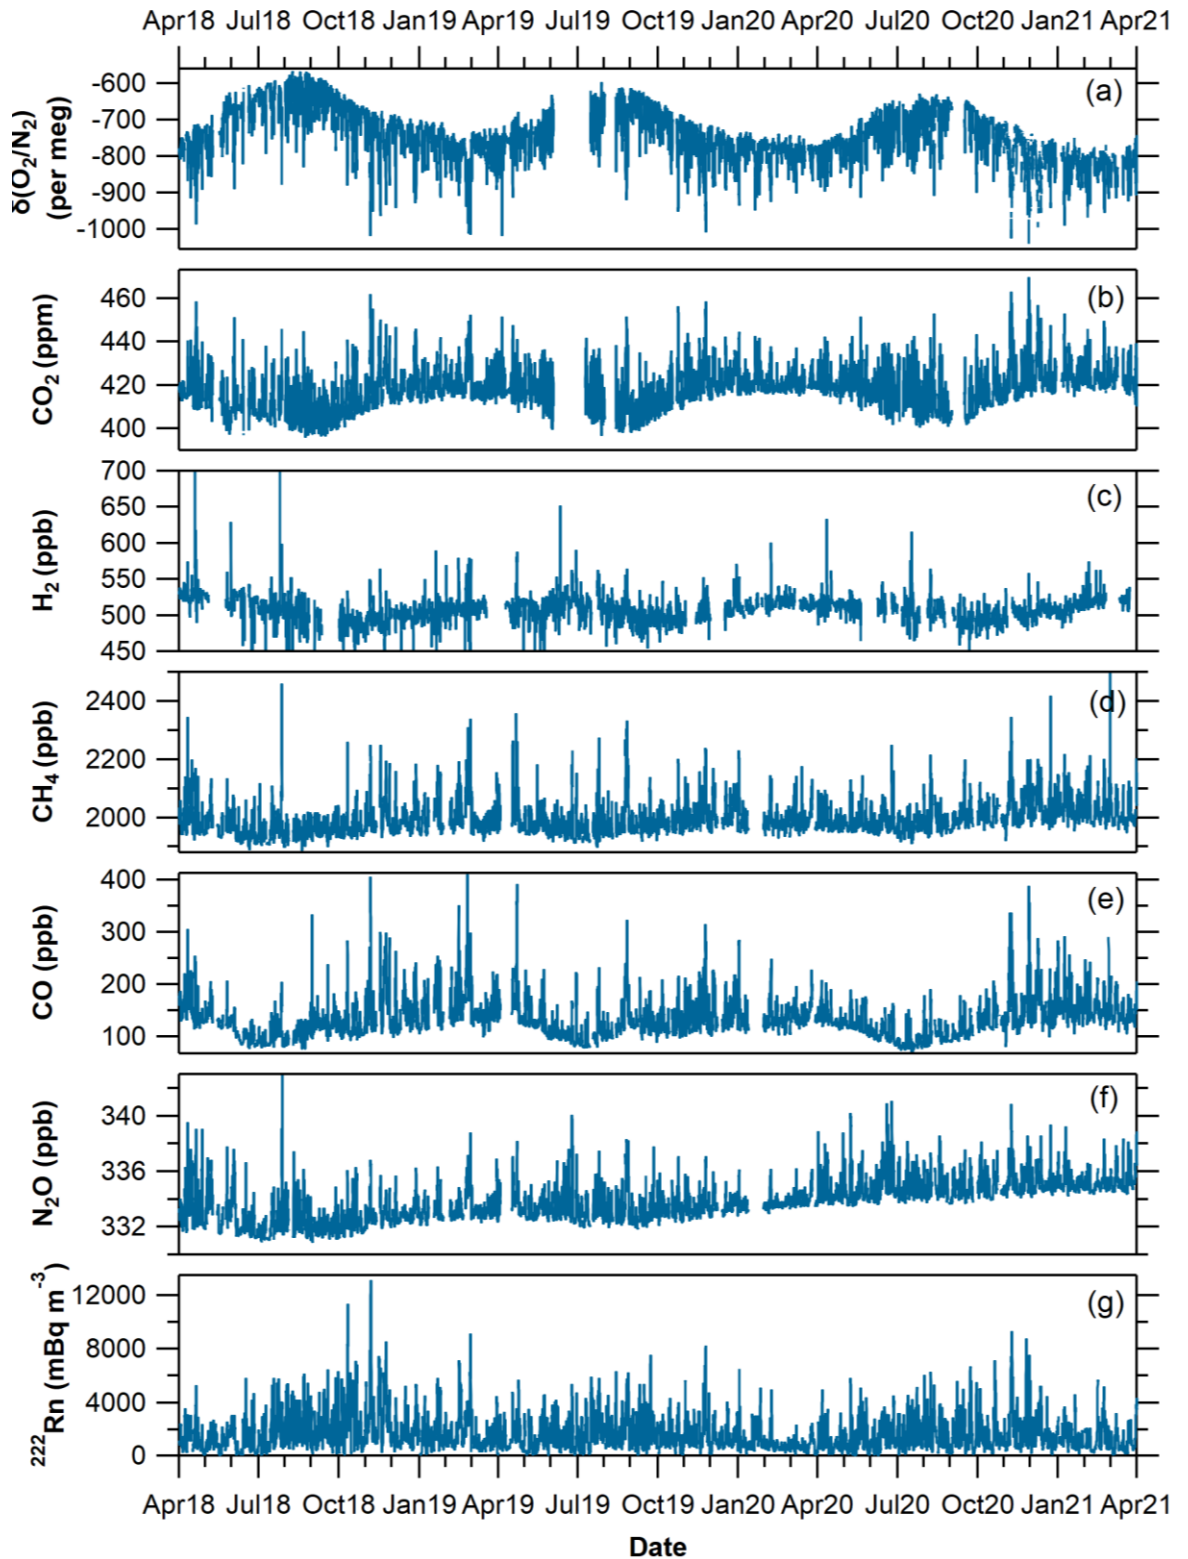 Apr18 Jul18 Oct18 Jan19 Apr19 Jul19 Oct19 Jan20 Apr20 Jul20 Oct20 Jan21 Apr21
(a)
δ(O₂/N₂)
(per meg)
-600
-700
-800
-900
-1000
(b)
CO₂ (ppm)
460
440
420
400
(c)
H₂ (ppb)
700
650
600
550
500
450
(d)
CH₄ (ppb)
2400
2200
2000
(e)
CO (ppb)
400
300
200
100
(f)
N₂O (ppb)
340
336
332
(g)
²²²Rn (mBq m⁻³)
12000
8000
4000
0
Apr18 Jul18 Oct18 Jan19 Apr19 Jul19 Oct19 Jan20 Apr20 Jul20 Oct20 Jan21 Apr21
Date